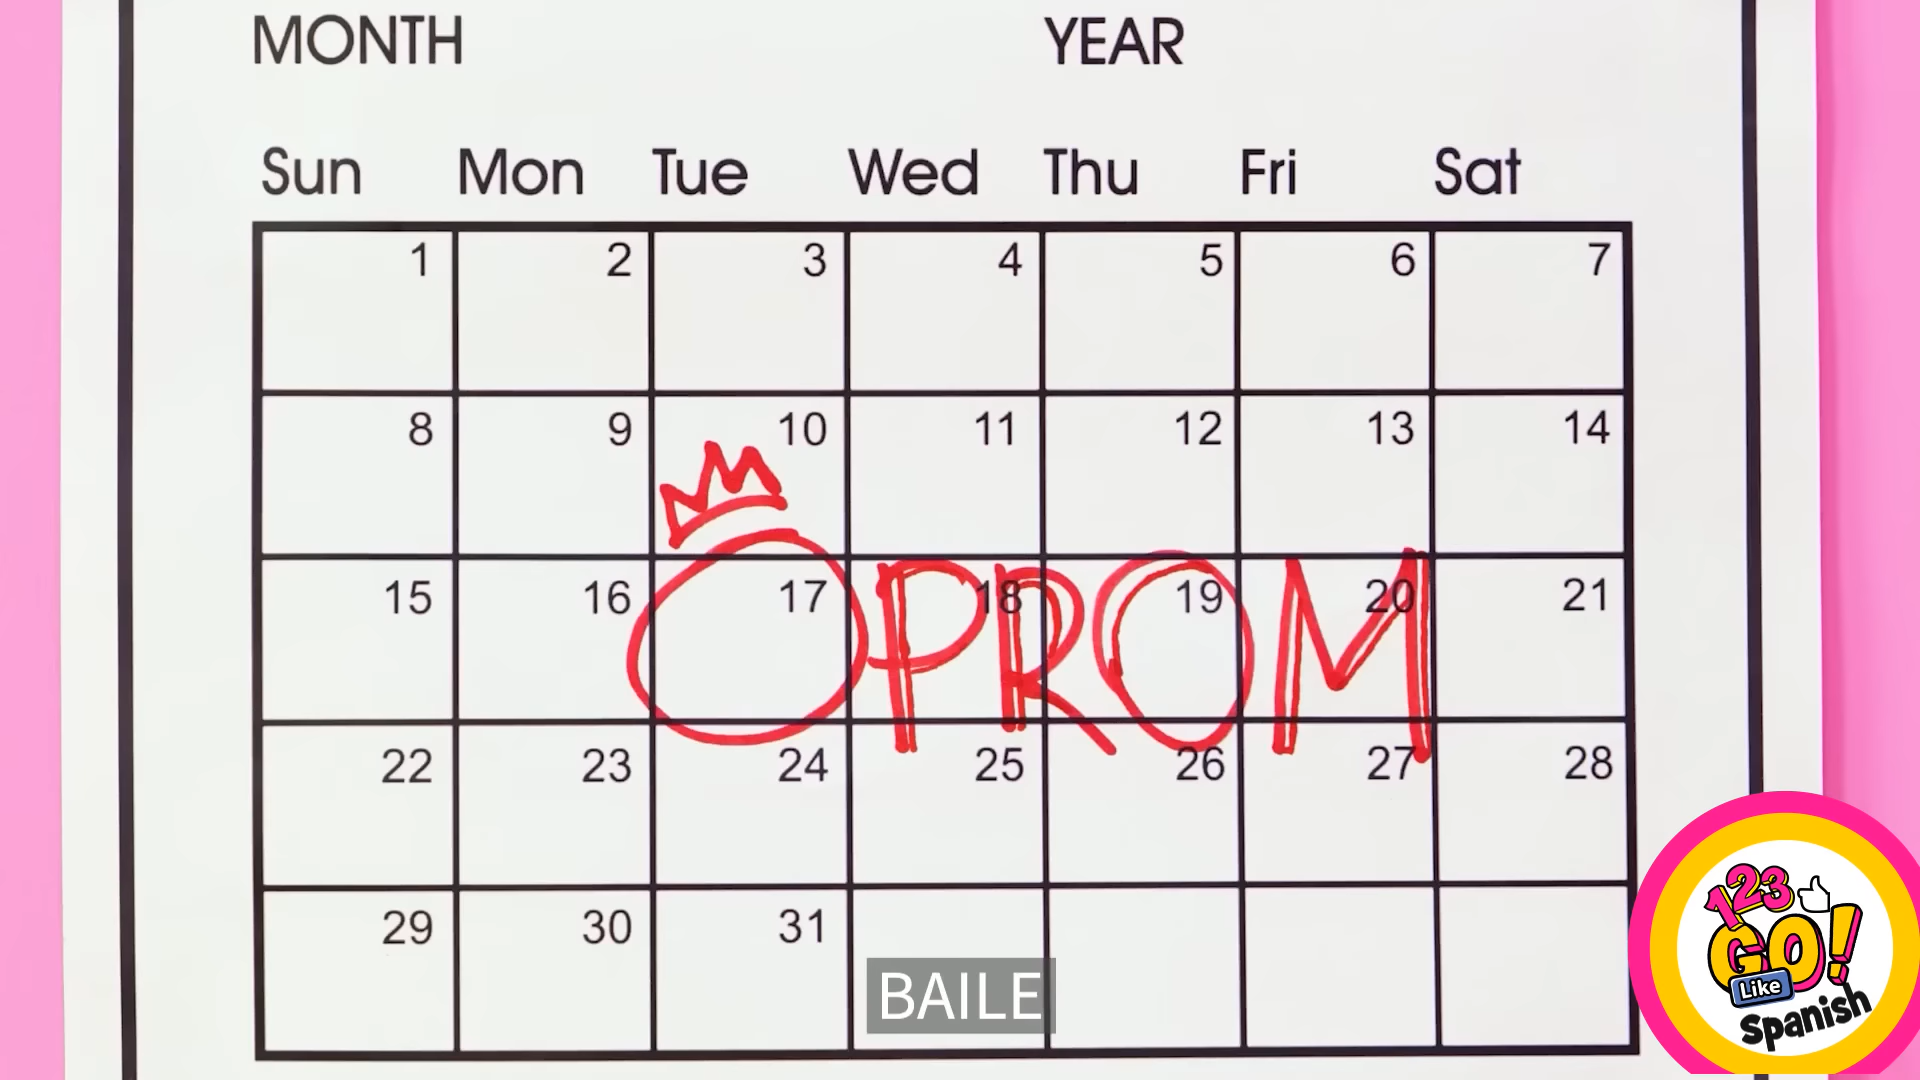 MONTH YEAR
Sun Mon Tue Wed Thu Fri Sat
1 2 3 4 5 6 7
8 9 10 11 12 13 14
15 16 17 18 19 20 21
PROM
22 23 24 25 26 27 28
29 30 31
BAILE
123
GO!
Like
Spanish